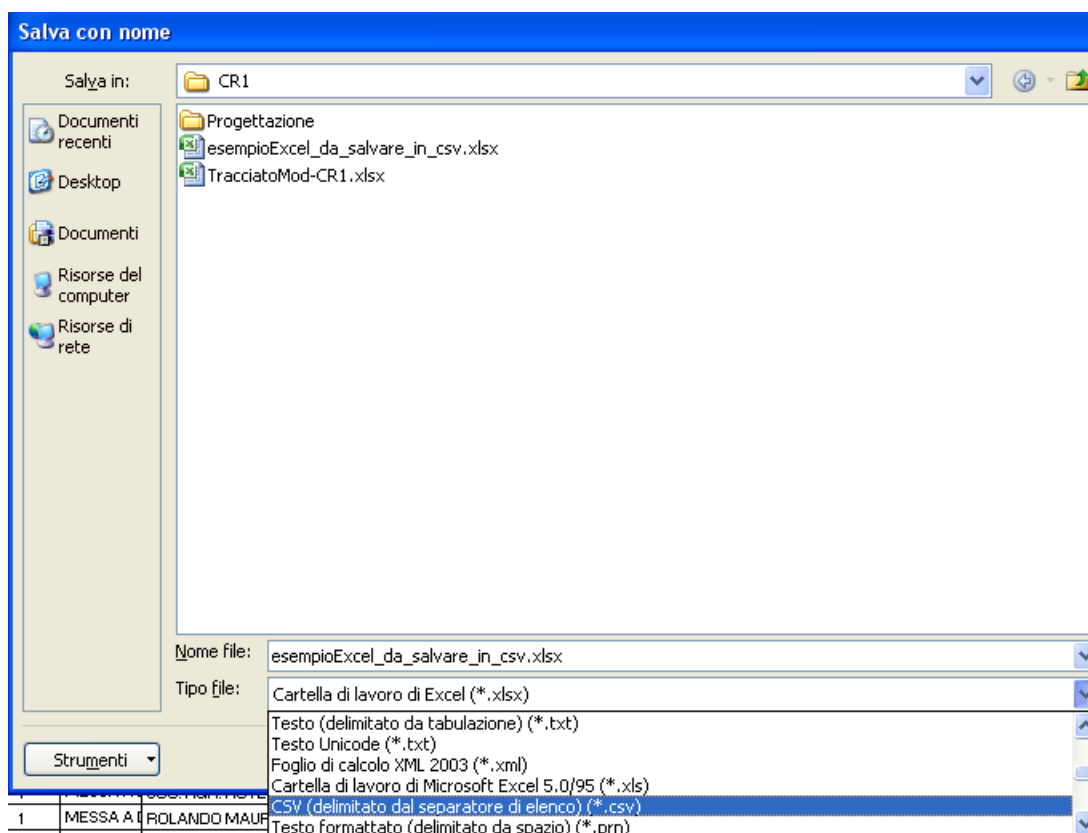 Salva con nome
Salva in:
CR1
Documenti
recenti
Desktop
Documenti
Risorse del
computer
Risorse di
rete
Progettazione
esempioExcel_da_salvare_in_csv.xlsx
TracciatoMod-CR1.xlsx
Nome file:
esempioExcel_da_salvare_in_csv.xlsx
Tipo file:
Cartella di lavoro di Excel (*.xlsx)
Testo (delimitato da tabulazione) (*.txt)
Testo Unicode (*.txt)
Foglio di calcolo XML 2003 (*.xml)
Cartella di lavoro di Microsoft Excel 5.0/95 (*.xls)
CSV (delimitato dal separatore di elenco) (*.csv)
Testo formattato (delimitato da spazio) (*.prn)
Strumenti
1 MESSA A ROLANDO